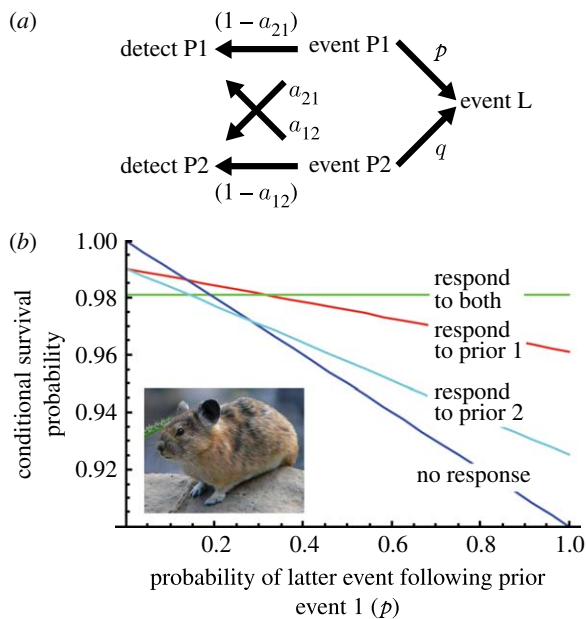 (a)
(1 − a21)
detect P1 event P1 p
a21 event L
a12
detect P2 event P2 q
(1 − a12)
(b)
1.00
0.98
0.96
0.94
0.92
conditional survival
probability
respond
to both
respond
to prior 1
respond
to prior 2
no response
0.2 0.4 0.6 0.8 1.0
probability of latter event following prior
event 1 (p)